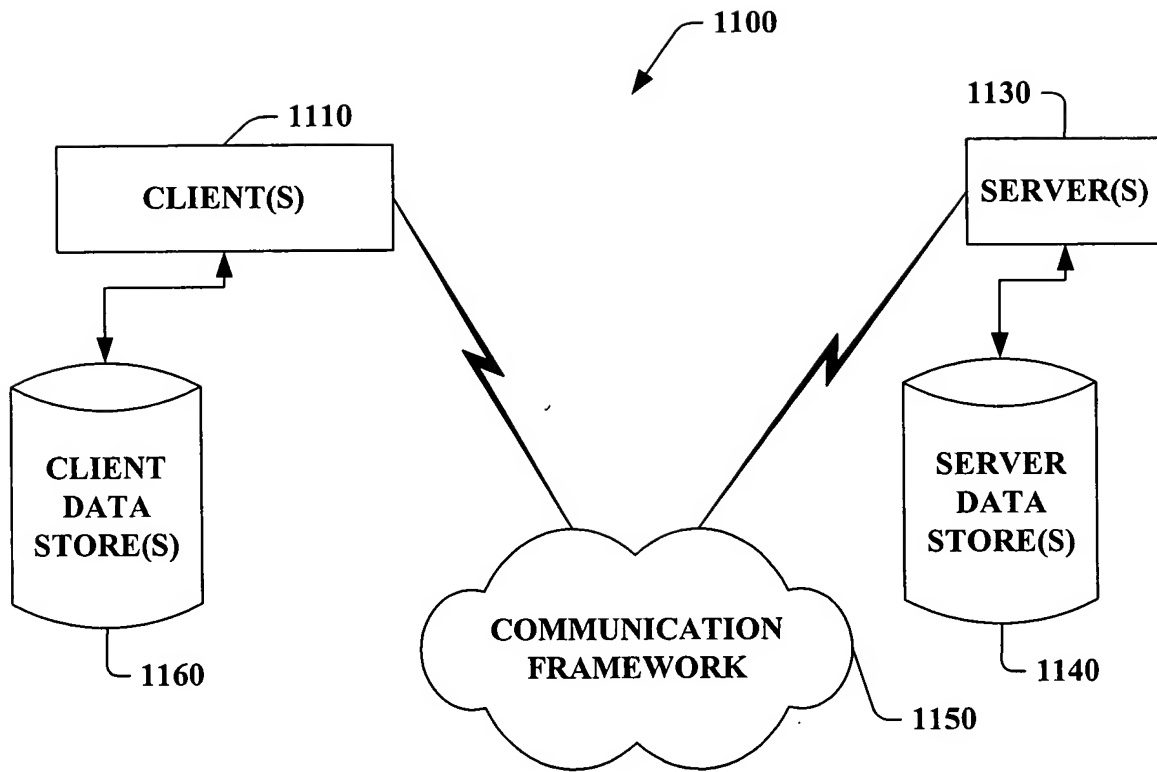 1100
1110
1130
CLIENT(S)
SERVER(S)
CLIENT
DATA
STORE(S)
SERVER
DATA
STORE(S)
COMMUNICATION
FRAMEWORK
1160
1140
1150